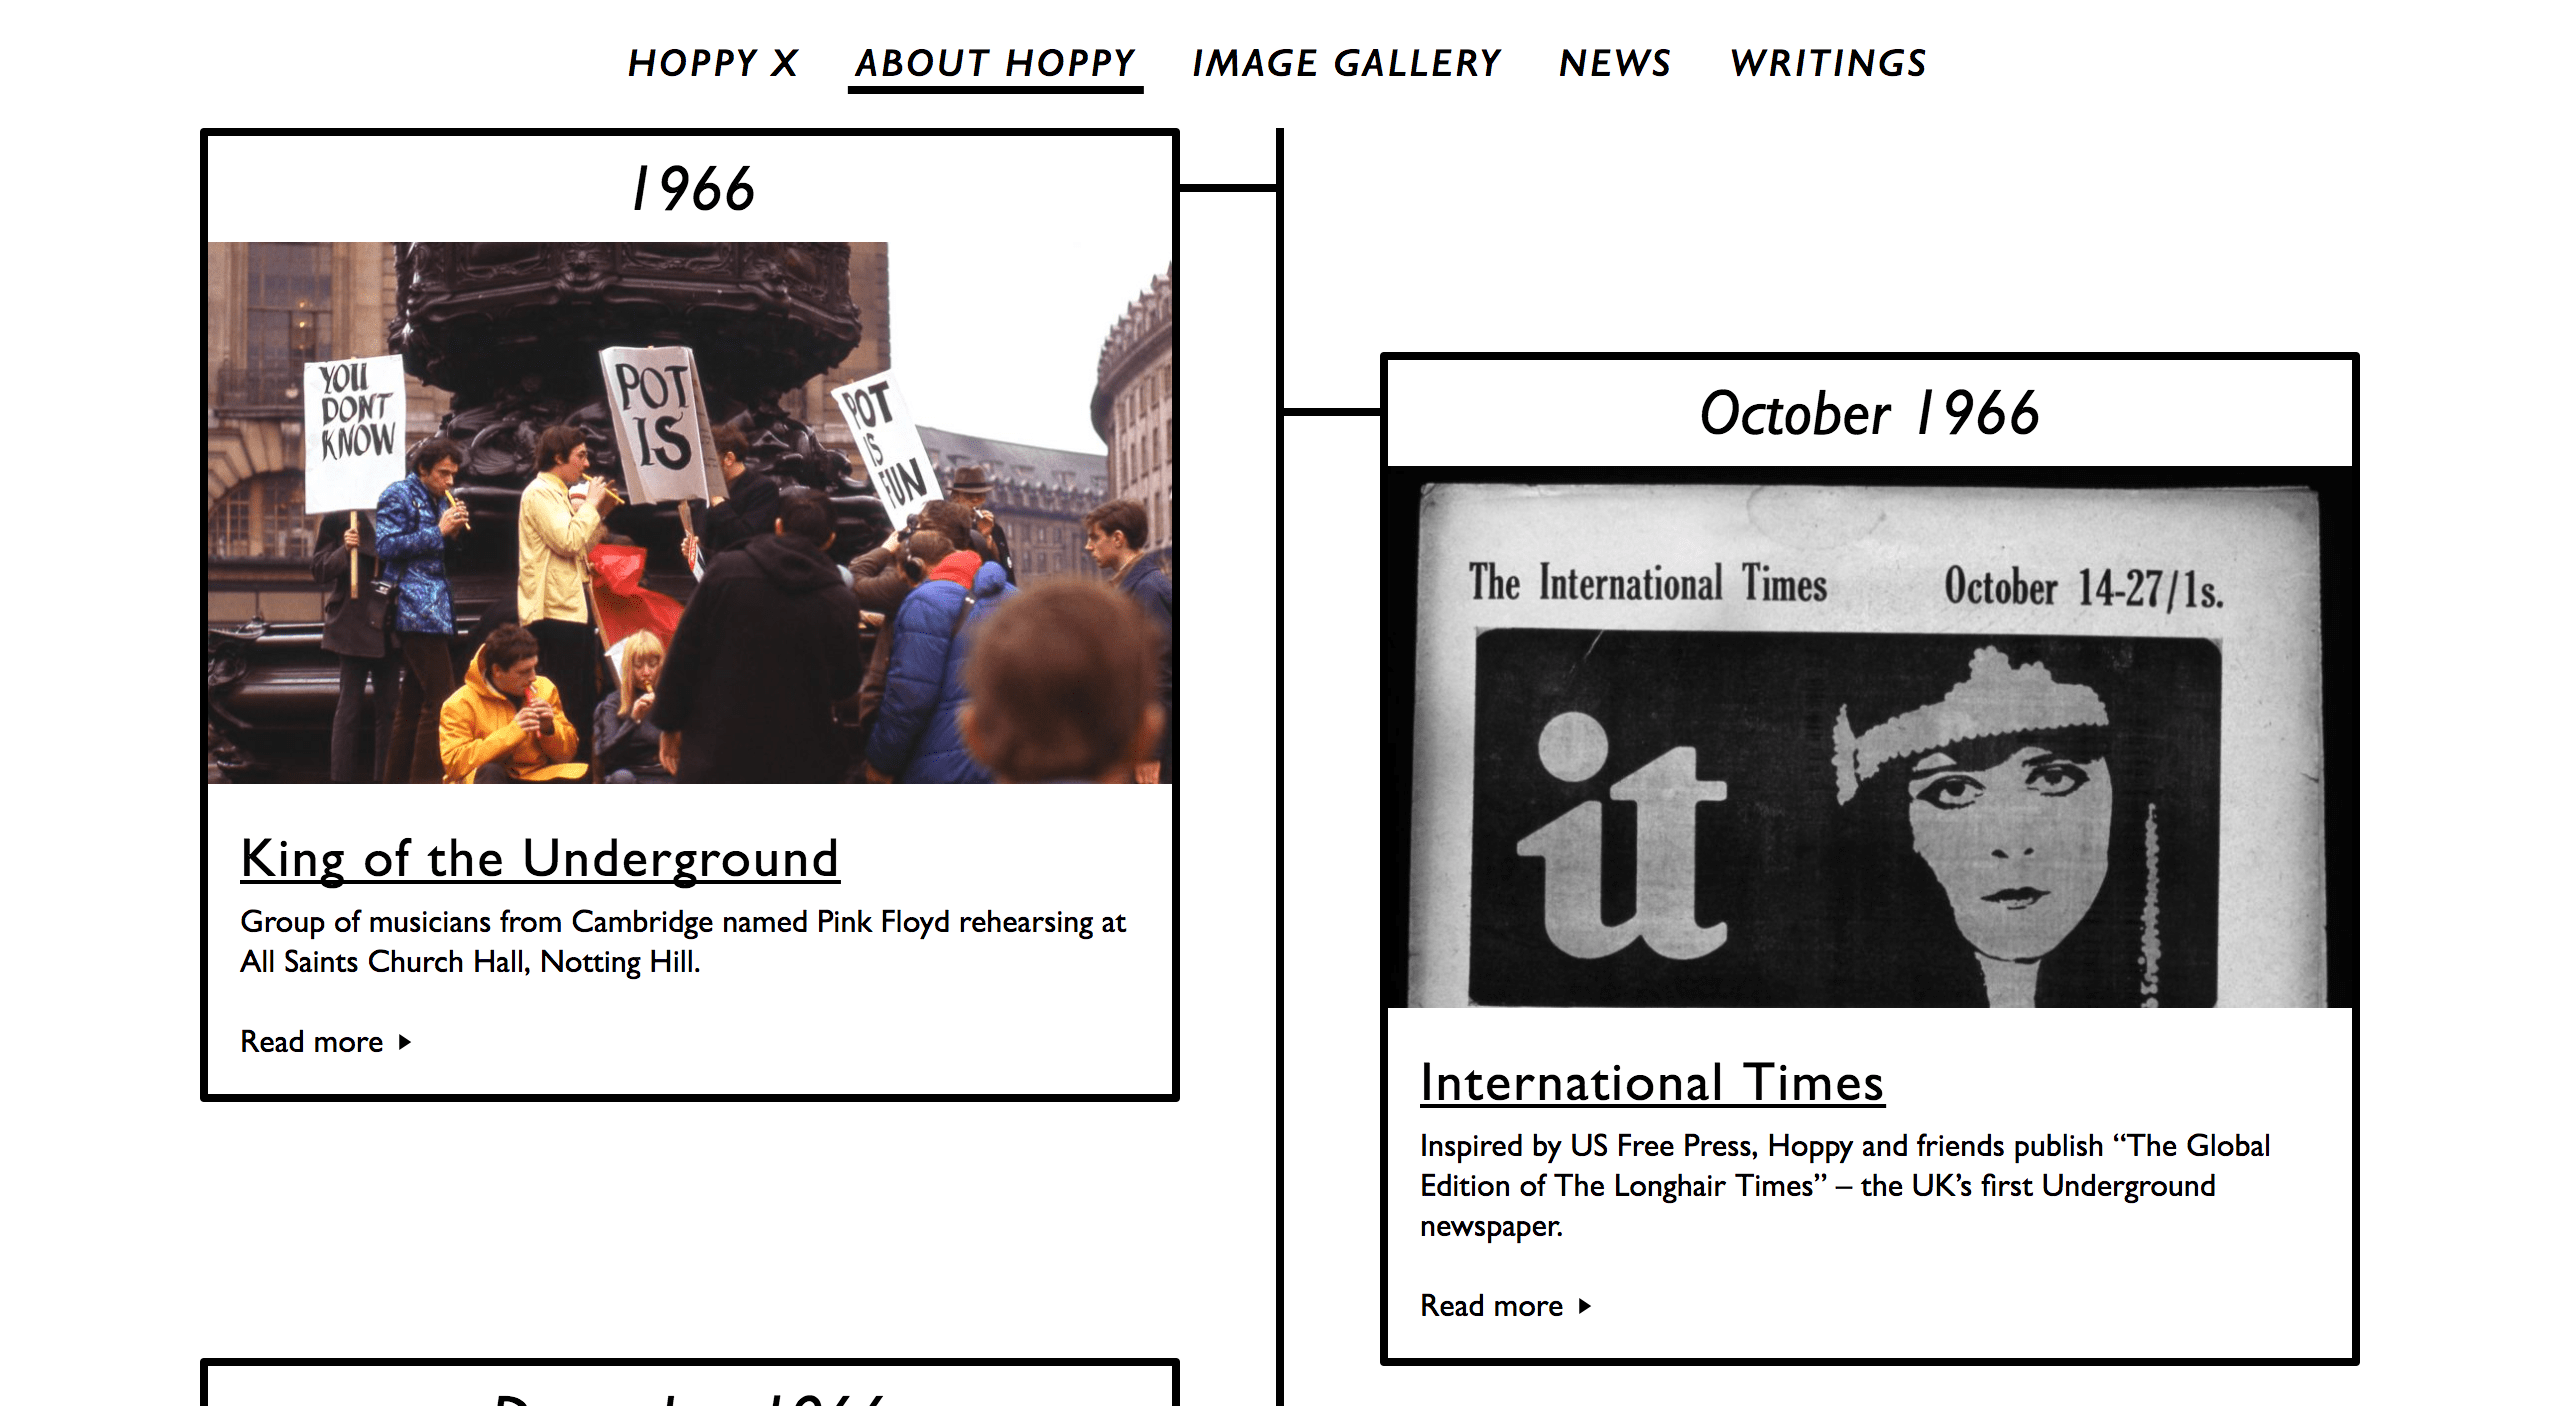 HOPPY X ABOUT HOPPY IMAGE GALLERY NEWS WRITINGS
1966
YOU
DONT
KNOW
POT
IS
POT
IS
FUN
King of the Underground
Group of musicians from Cambridge named Pink Floyd rehearsing at
All Saints Church Hall, Notting Hill.
Read more
October 1966
The International Times October 14-27/1s.
it
International Times
Inspired by US Free Press, Hoppy and friends publish “The Global
Edition of The Longhair Times” – the UK’s first Underground
newspaper.
Read more